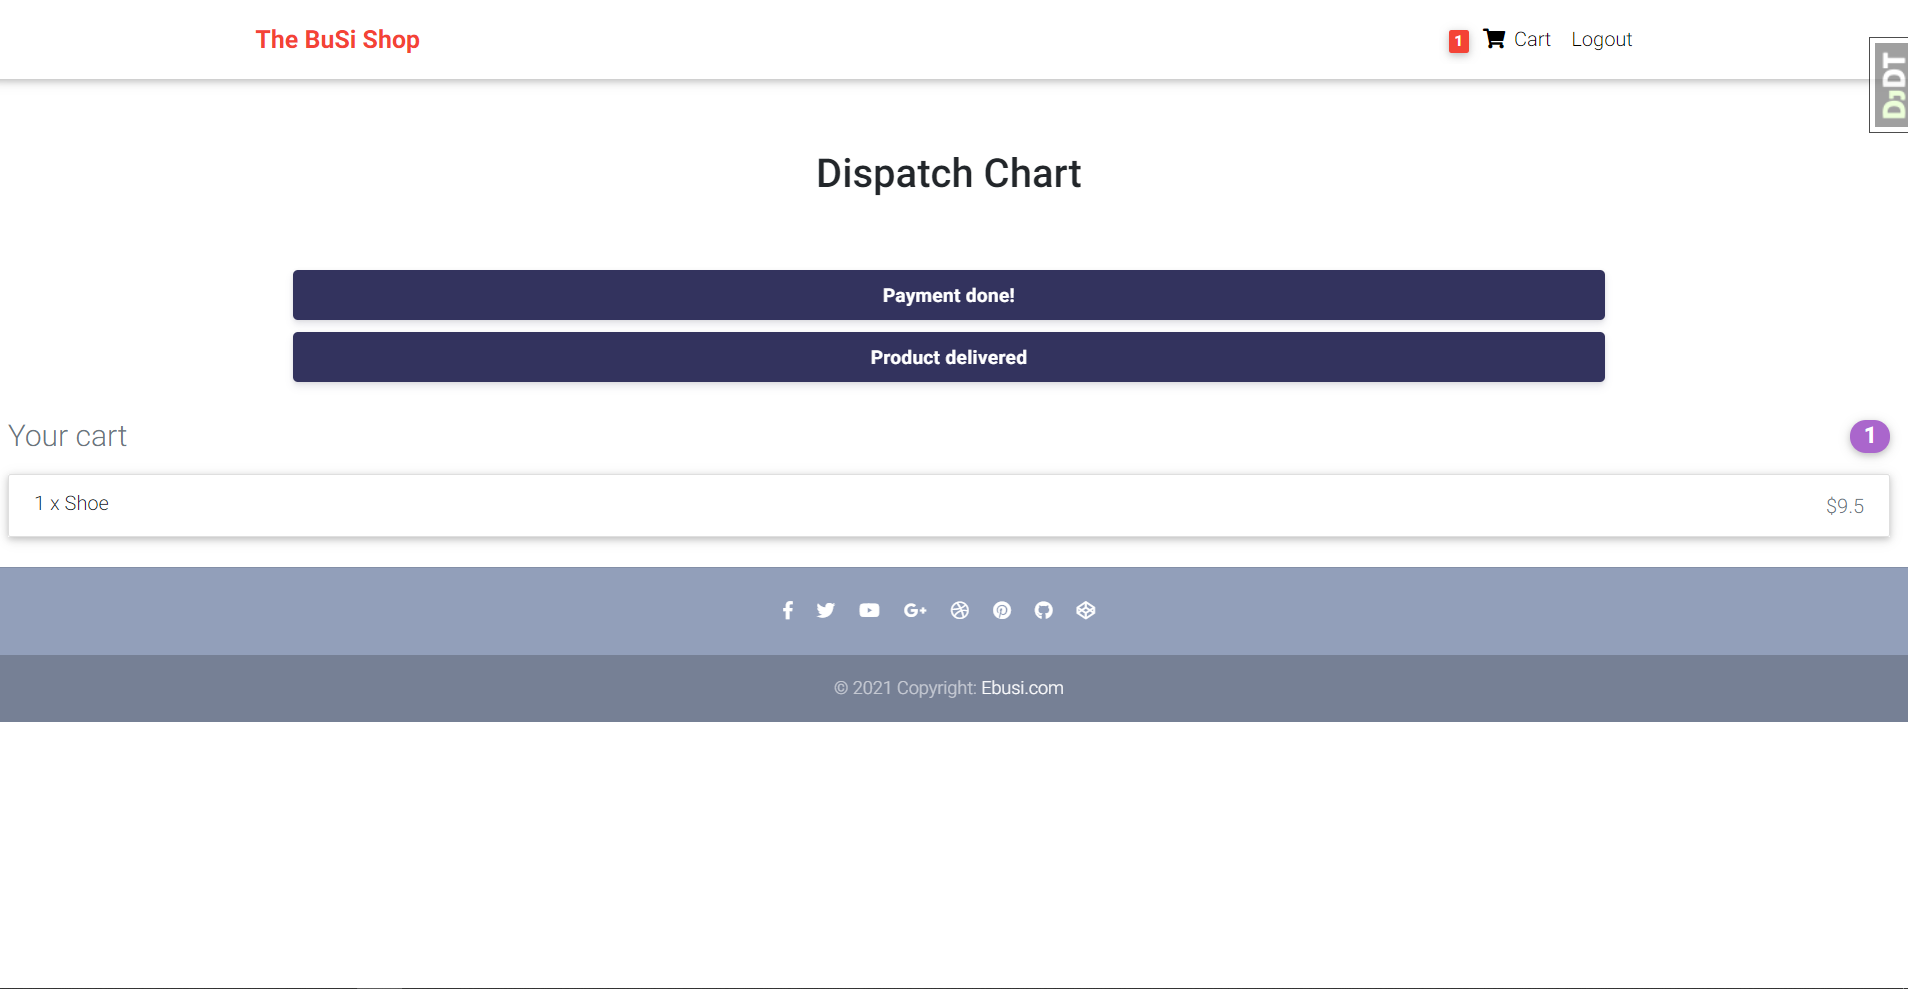 The BuSi Shop
1 Cart Logout
DjDT
Dispatch Chart
Payment done!
Product delivered
Your cart 1
1 x Shoe $9.5
© 2021 Copyright: Ebusi.com